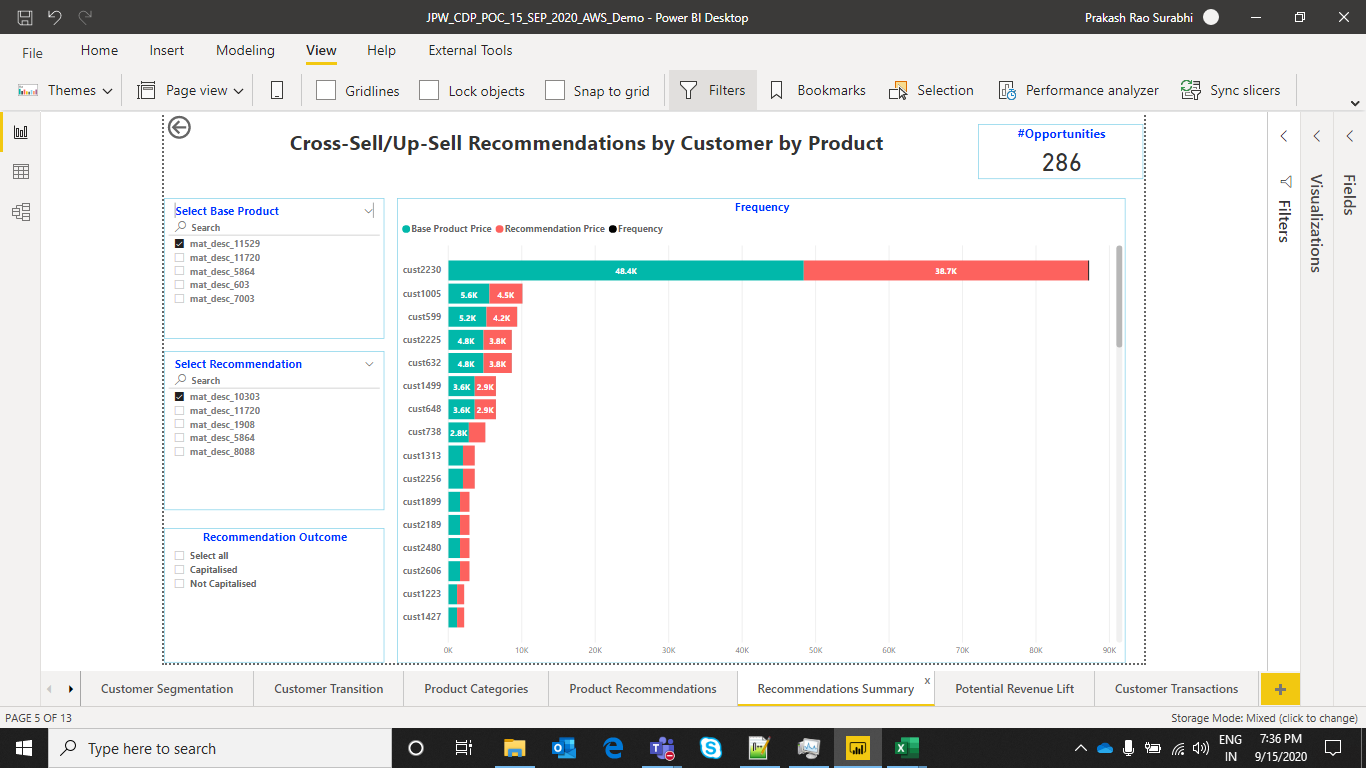 JPW_CDP_POC_15_SEP_2020_AWS_Demo - Power BI Desktop
Prakash Rao Surabhi
File
Home
Insert
Modeling
View
Help
External Tools
Themes
Page view
Gridlines
Lock objects
Snap to grid
Filters
Bookmarks
Selection
Performance analyzer
Sync slicers
Cross-Sell/Up-Sell Recommendations by Customer by Product
#Opportunities
286
Select Base Product
Search
mat_desc_11529
mat_desc_11720
mat_desc_5864
mat_desc_603
mat_desc_7003
Select Recommendation
Search
mat_desc_10303
mat_desc_11720
mat_desc_1908
mat_desc_5864
mat_desc_8088
Recommendation Outcome
Select all
Capitalised
Not Capitalised
Frequency
Base Product Price Recommendation Price Frequency
cust2230 48.4K 38.7K
cust1005 5.6K 4.5K
cust599 5.2K 4.2K
cust2225 4.8K 3.8K
cust632 4.8K 3.8K
cust1499 3.6K 2.9K
cust648 3.6K 2.9K
cust738 2.8K
cust1313
cust2256
cust1899
cust2189
cust2480
cust2606
cust1223
cust1427
0K 10K 20K 30K 40K 50K 60K 70K 80K 90K
Filters
Visualizations
Fields
Customer Segmentation
Customer Transition
Product Categories
Product Recommendations
Recommendations Summary
x
Potential Revenue Lift
Customer Transactions
+
PAGE 5 OF 13
Storage Mode: Mixed (click to change)
Type here to search
ENG
IN
7:36 PM
9/15/2020